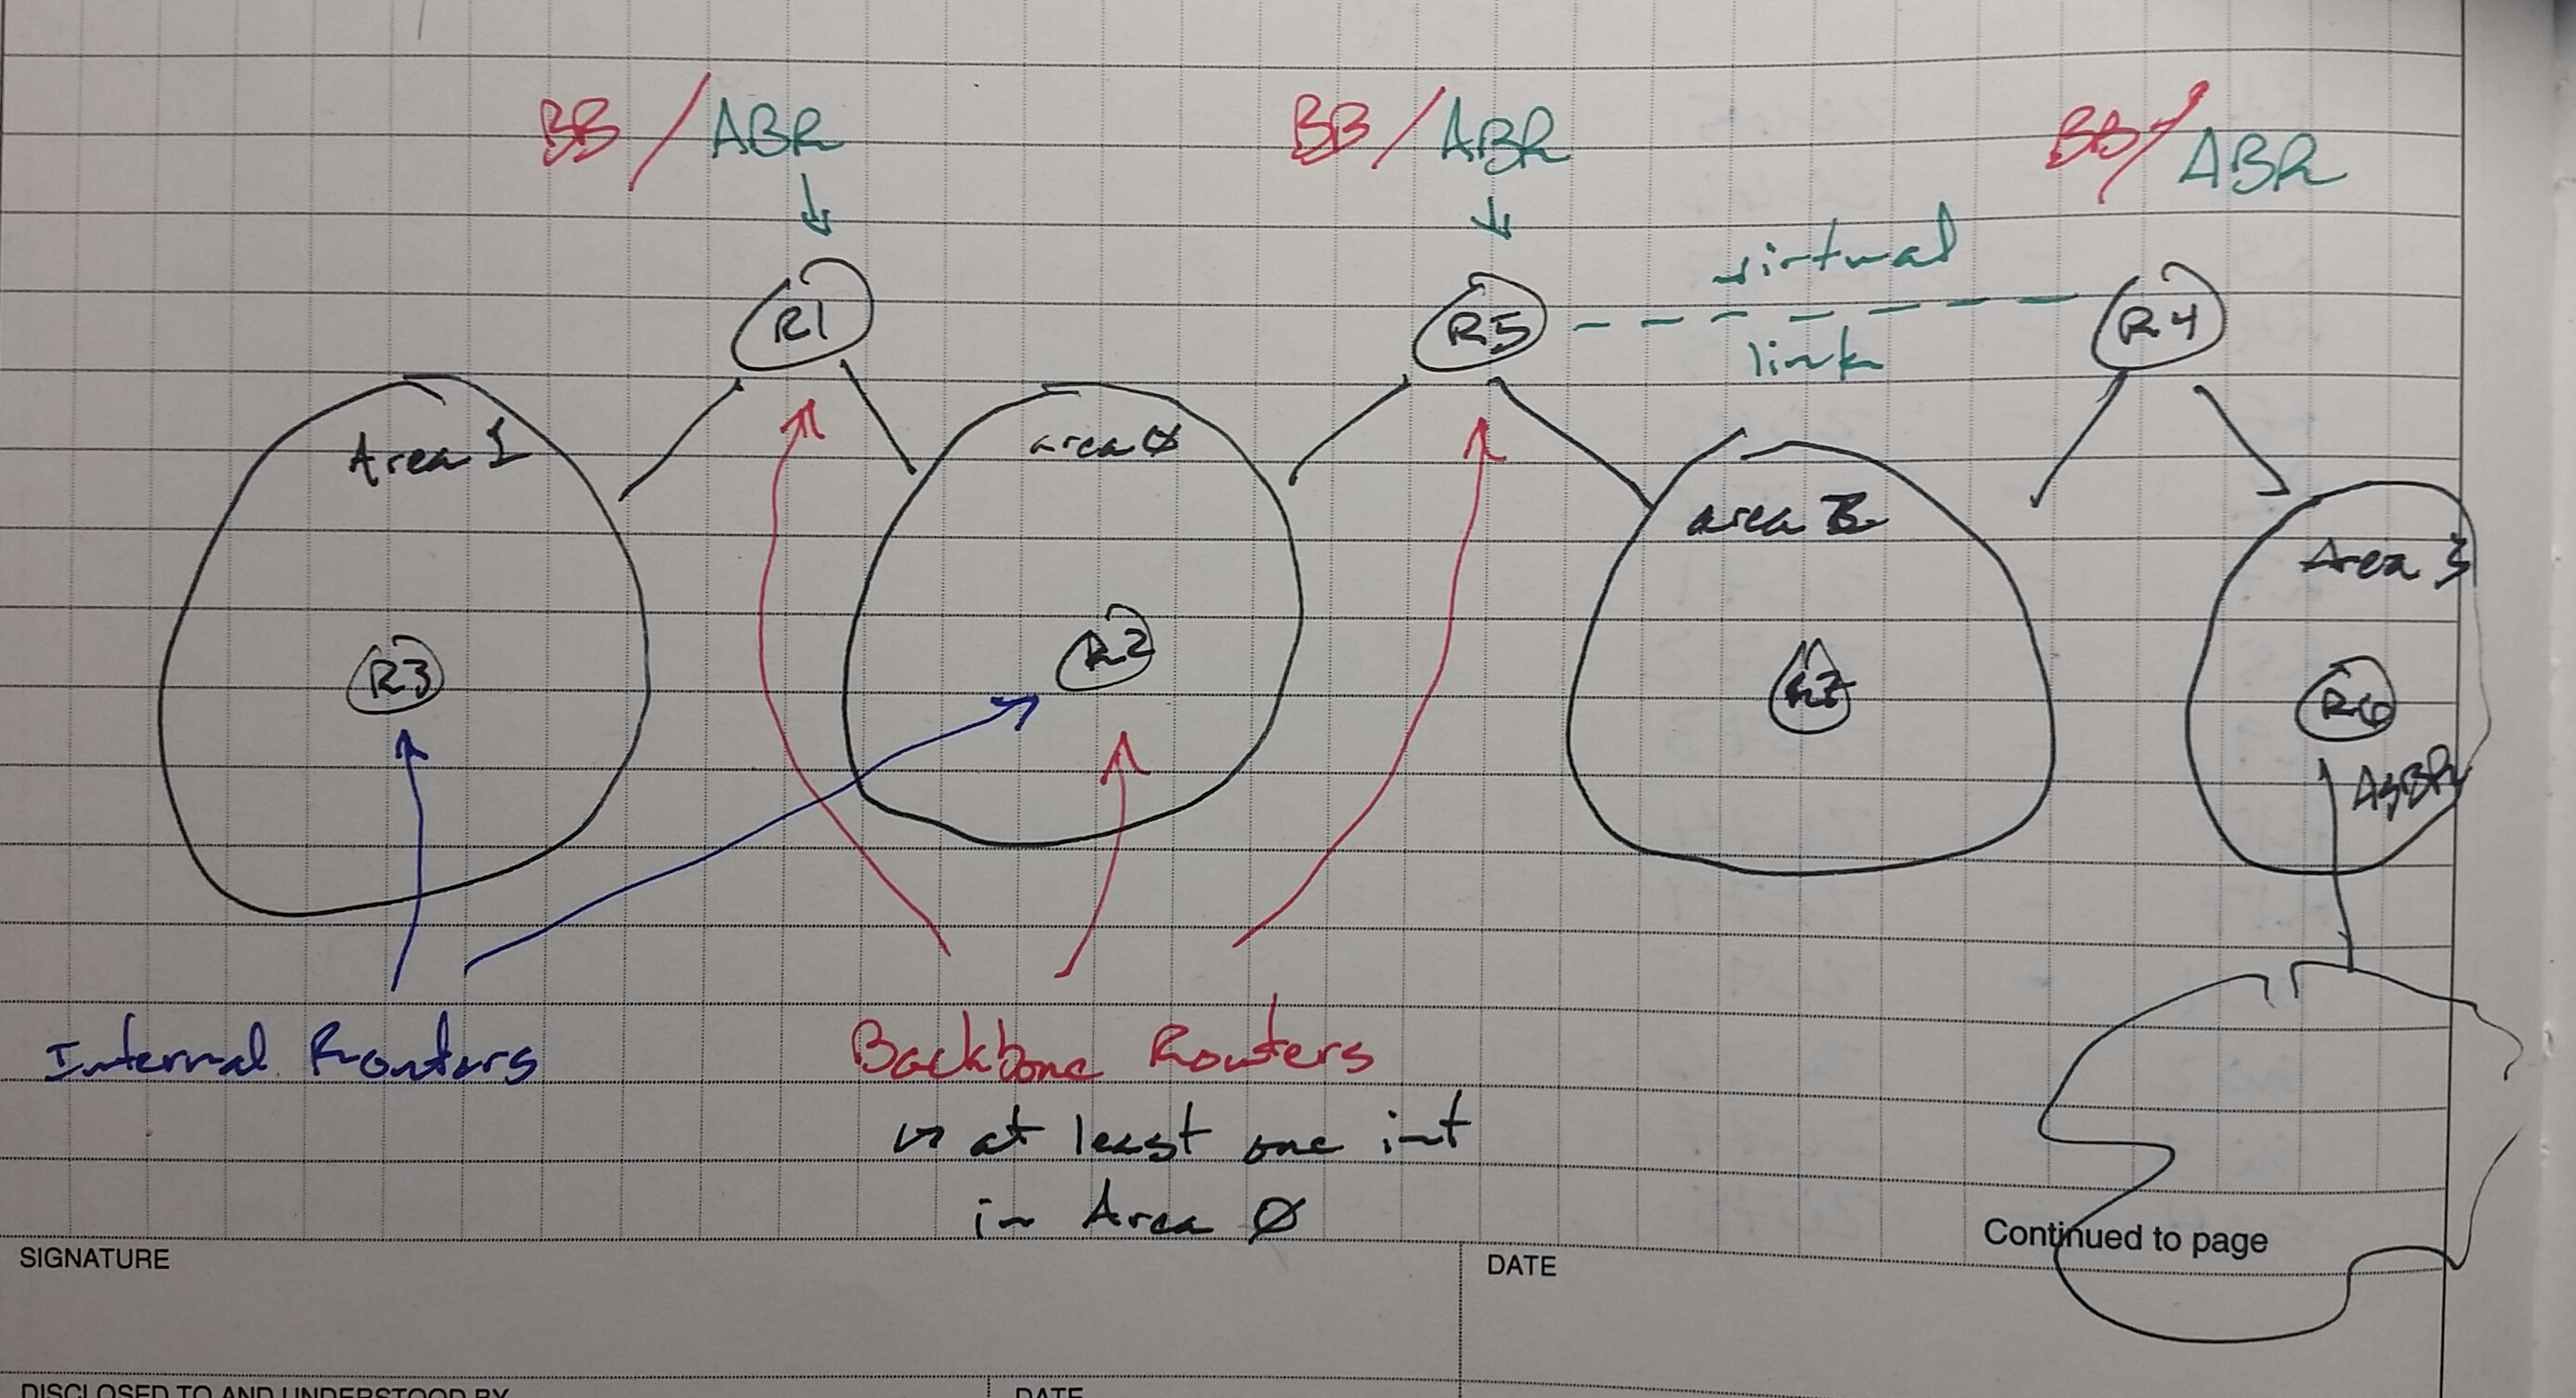 BB / ABR
BB / ABR
BB / ABR
virtual
link
R1
R5
R4
Area 1
area 0
area
Area 3
R3
R2
R7
R6
ASBR
Internal Routers
Backbone Routers
↳ at least one int
in Area 0
Continued to page
SIGNATURE
DATE
DISCLOSED TO AND UNDERSTOOD BY
DATE